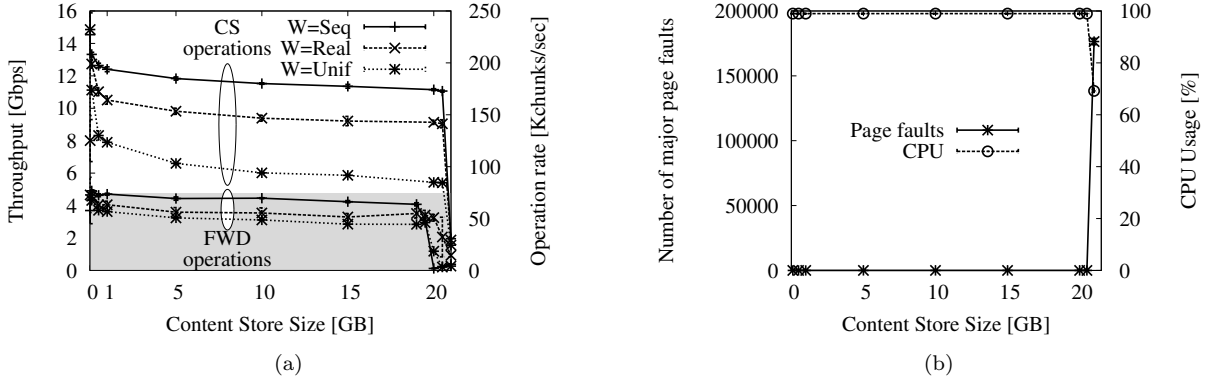 16
14
12
10
8
6
4
2
0
Throughput [Gbps]
250
200
150
100
50
0
Operation rate [Kchunks/sec]
CS
operations
W=Seq
W=Real
W=Unif
FWD
operations
0 1 5 10 15 20
Content Store Size [GB]
(a)
200000
150000
100000
50000
0
Number of major page faults
100
80
60
40
20
0
CPU Usage [%]
Page faults
CPU
0 5 10 15 20
Content Store Size [GB]
(b)